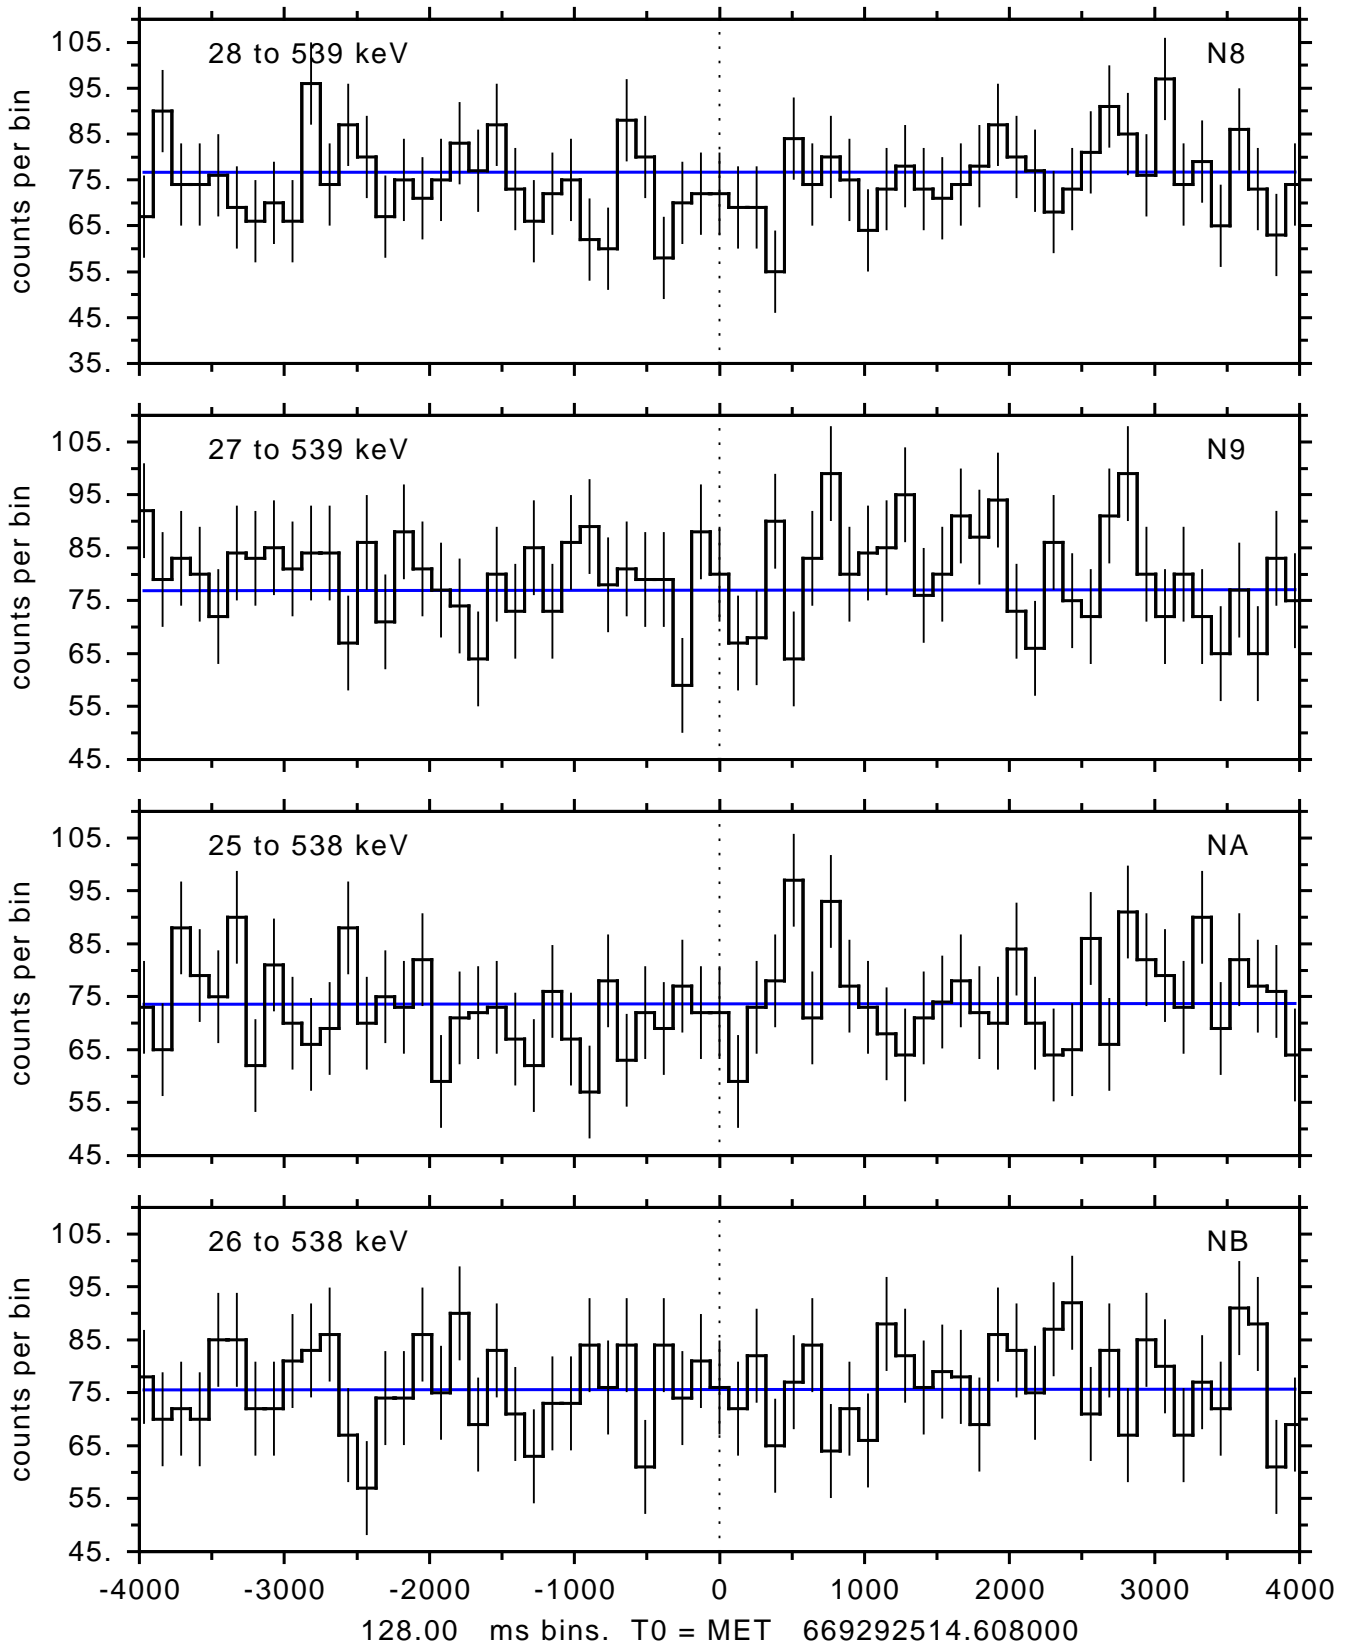 28 to 539 keV N8
105.
95.
85.
75.
65.
55.
45.
35.
counts per bin
27 to 539 keV N9
105.
95.
85.
75.
65.
55.
45.
counts per bin
25 to 538 keV NA
105.
95.
85.
75.
65.
55.
45.
counts per bin
26 to 538 keV NB
105.
95.
85.
75.
65.
55.
45.
counts per bin
-4000 -3000 -2000 -1000 0 1000 2000 3000 4000
128.00 ms bins. T0 = MET 669292514.608000